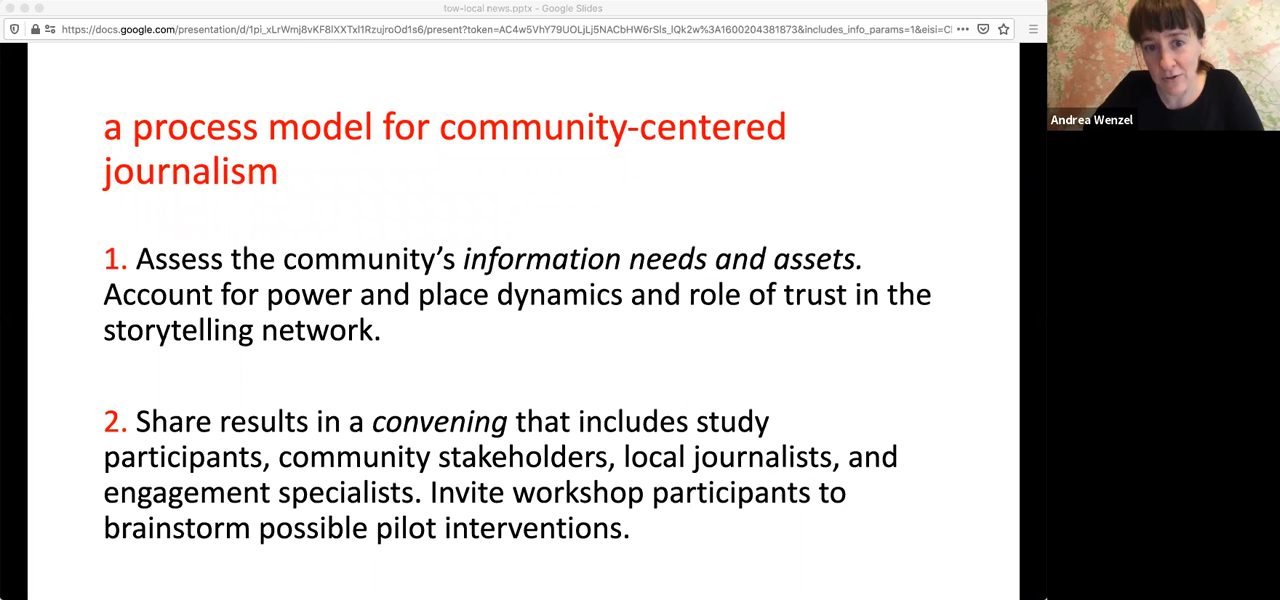 tow-local news.pptx - Google Slides
https://docs.google.com/presentation/d/1pi_xLrWmj8vKF8lXXTxl1RzujroOd1s6/present?token=AC4w5VhY79UOLjLj5NACbHW6rSls_lQk2w%3A1600204381873&includes_info_params=1&eisi=C
Andrea Wenzel
a process model for community-centered
journalism
1. Assess the community’s information needs and assets.
Account for power and place dynamics and role of trust in the
storytelling network.
2. Share results in a convening that includes study
participants, community stakeholders, local journalists, and
engagement specialists. Invite workshop participants to
brainstorm possible pilot interventions.